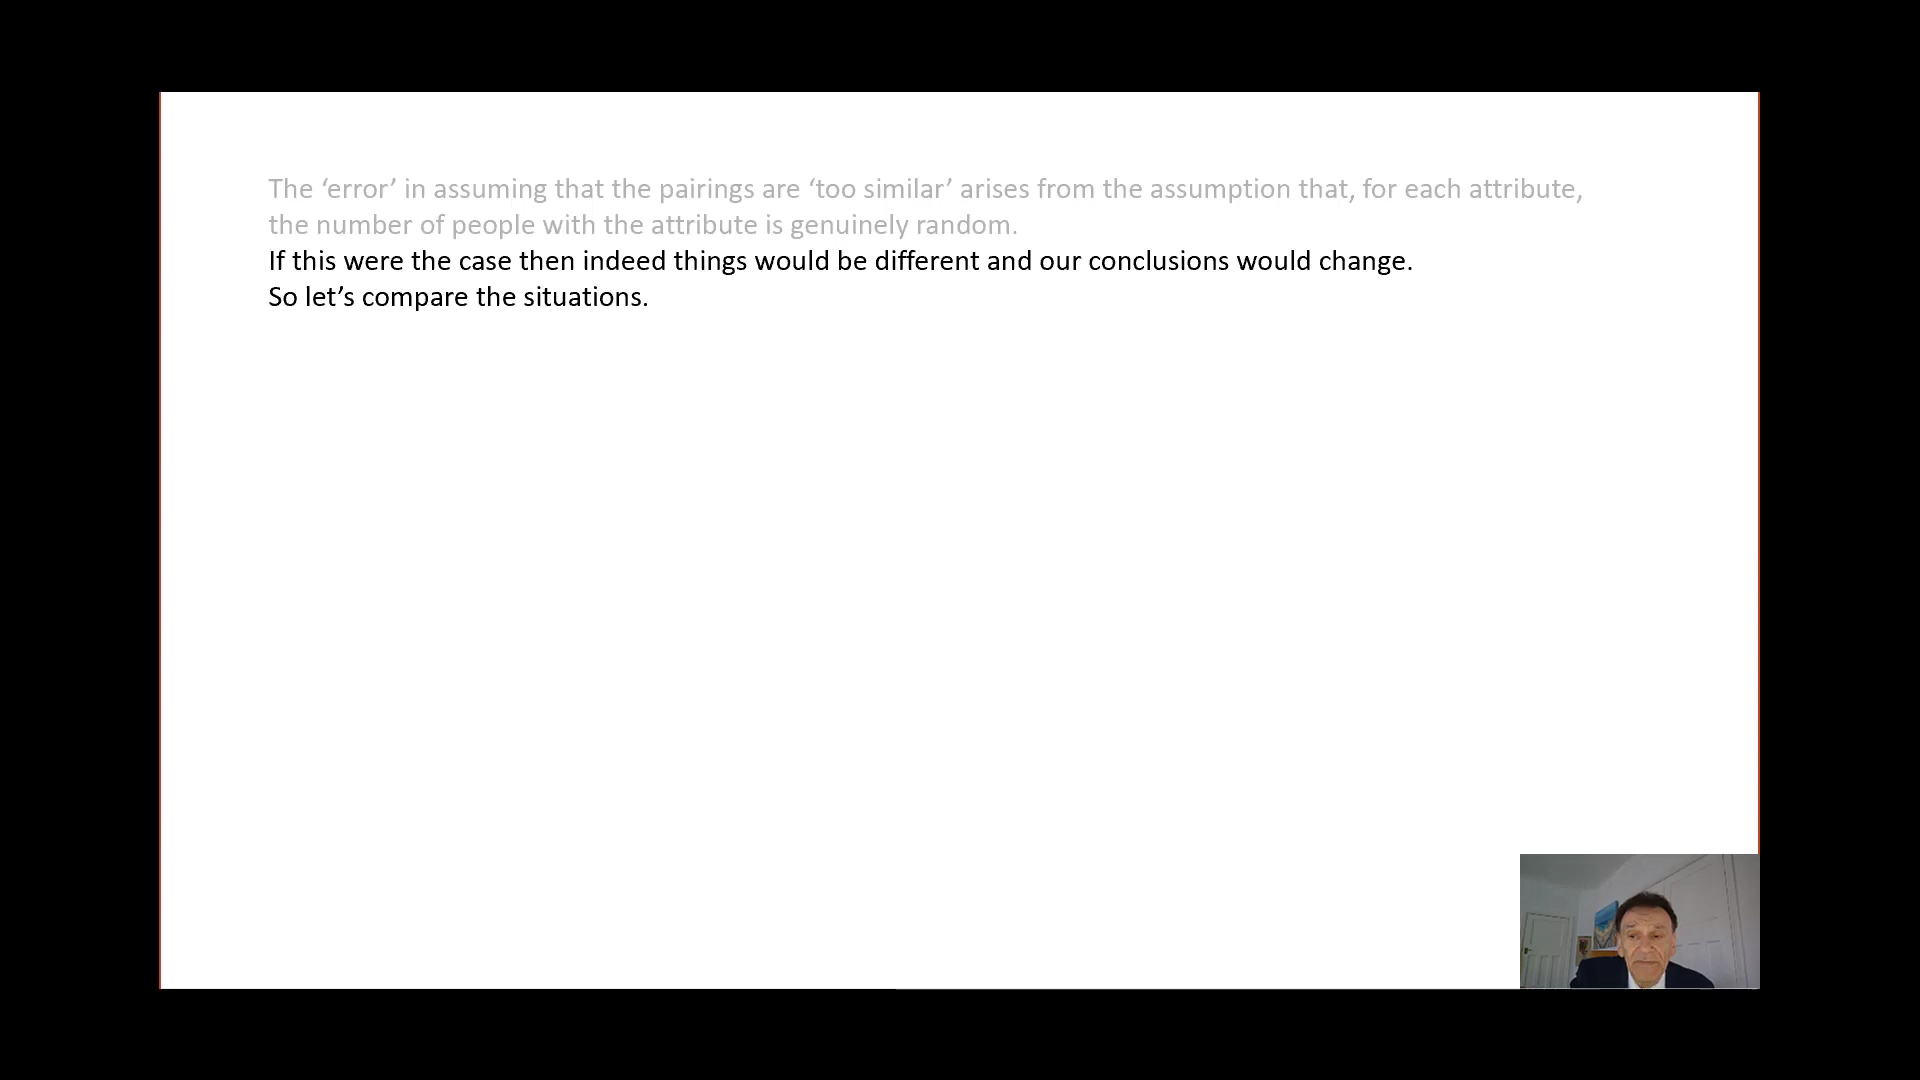 The ‘error’ in assuming that the pairings are ‘too similar’ arises from the assumption that, for each attribute,
the number of people with the attribute is genuinely random.
If this were the case then indeed things would be different and our conclusions would change.
So let’s compare the situations.